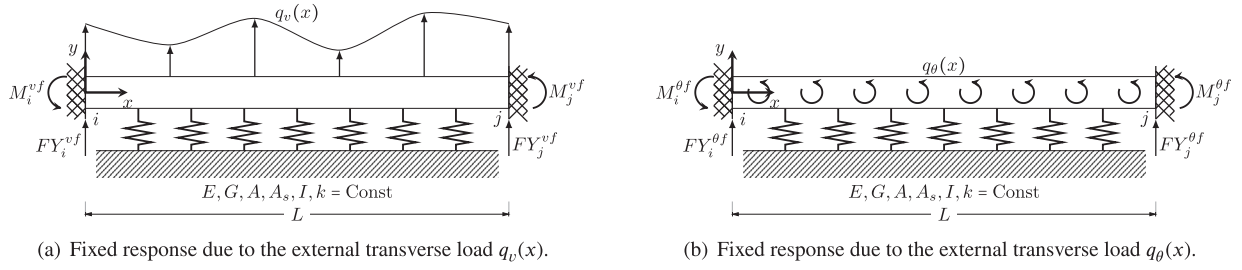 q_v(x)
y
M_i^{vf}
x
M_j^{vf}
i
j
FY_i^{vf}
FY_j^{vf}
E, G, A, A_s, I, k = Const
L
(a) Fixed response due to the external transverse load q_v(x).
y
q_θ(x)
M_i^{θf}
x
M_j^{θf}
i
j
FY_i^{θf}
FY_j^{θf}
E, G, A, A_s, I, k = Const
L
(b) Fixed response due to the external transverse load q_θ(x).